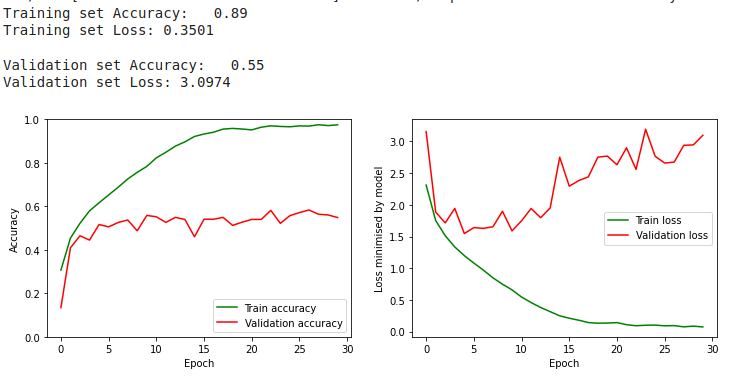 Training set Accuracy:   0.89
Training set Loss: 0.3501
Validation set Accuracy:   0.55
Validation set Loss: 3.0974
1.0
0.8
0.6
0.4
0.2
0.0
Accuracy
Train accuracy
Validation accuracy
0 5 10 15 20 25 30
Epoch
3.0
2.5
2.0
1.5
1.0
0.5
0.0
Loss minimised by model
Train loss
Validation loss
0 5 10 15 20 25 30
Epoch